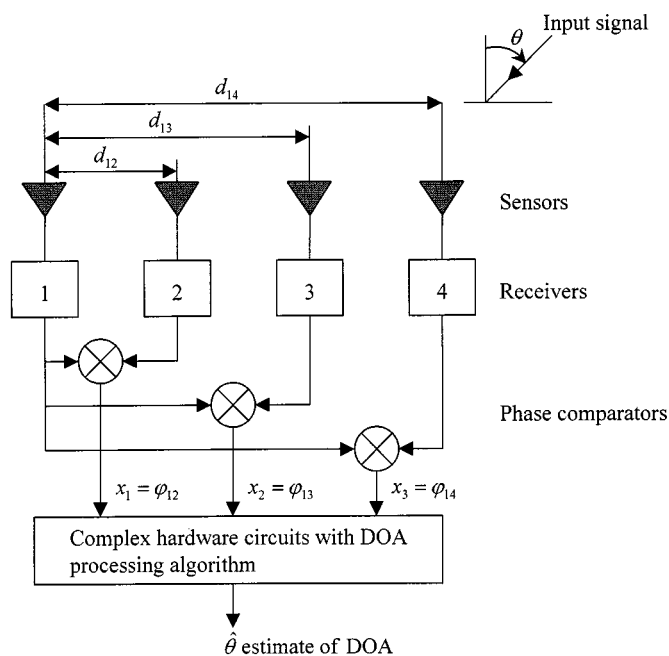 Input signal
θ
d₁₄
d₁₃
d₁₂
Sensors
1
2
3
4
Receivers
Phase comparators
x₁ = φ₁₂
x₂ = φ₁₃
x₃ = φ₁₄
Complex hardware circuits with DOA
processing algorithm
θ̂ estimate of DOA